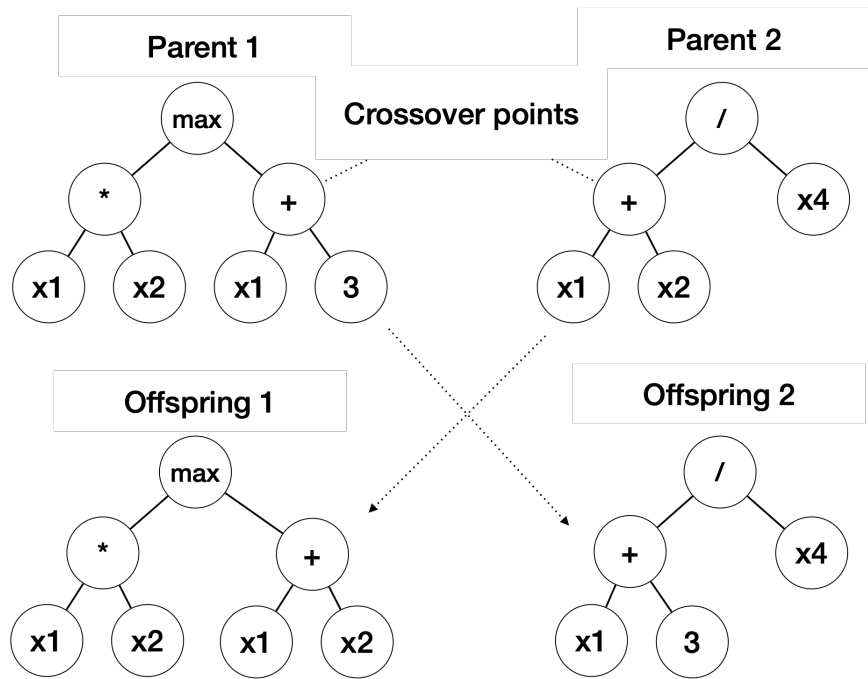 Parent 1
Parent 2
Crossover points
max
/
*
+
+
x4
x1
x2
x1
3
x1
x2
Offspring 1
Offspring 2
max
/
*
+
+
x4
x1
x2
x1
x2
x1
3